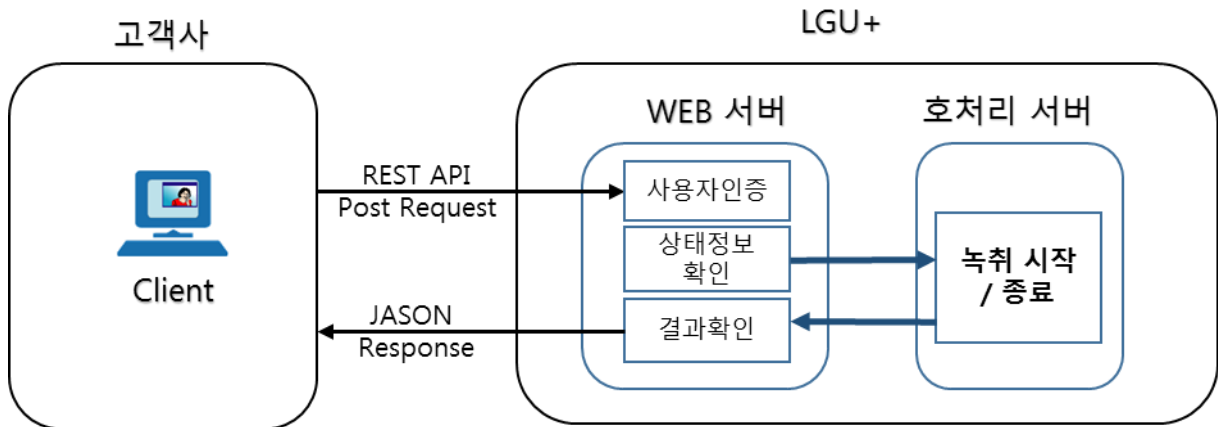 고객사
LGU+
WEB 서버
호처리 서버
REST API
Post Request
사용자인증
상태정보
확인
녹취 시작
/ 종료
Client
JASON
Response
결과확인